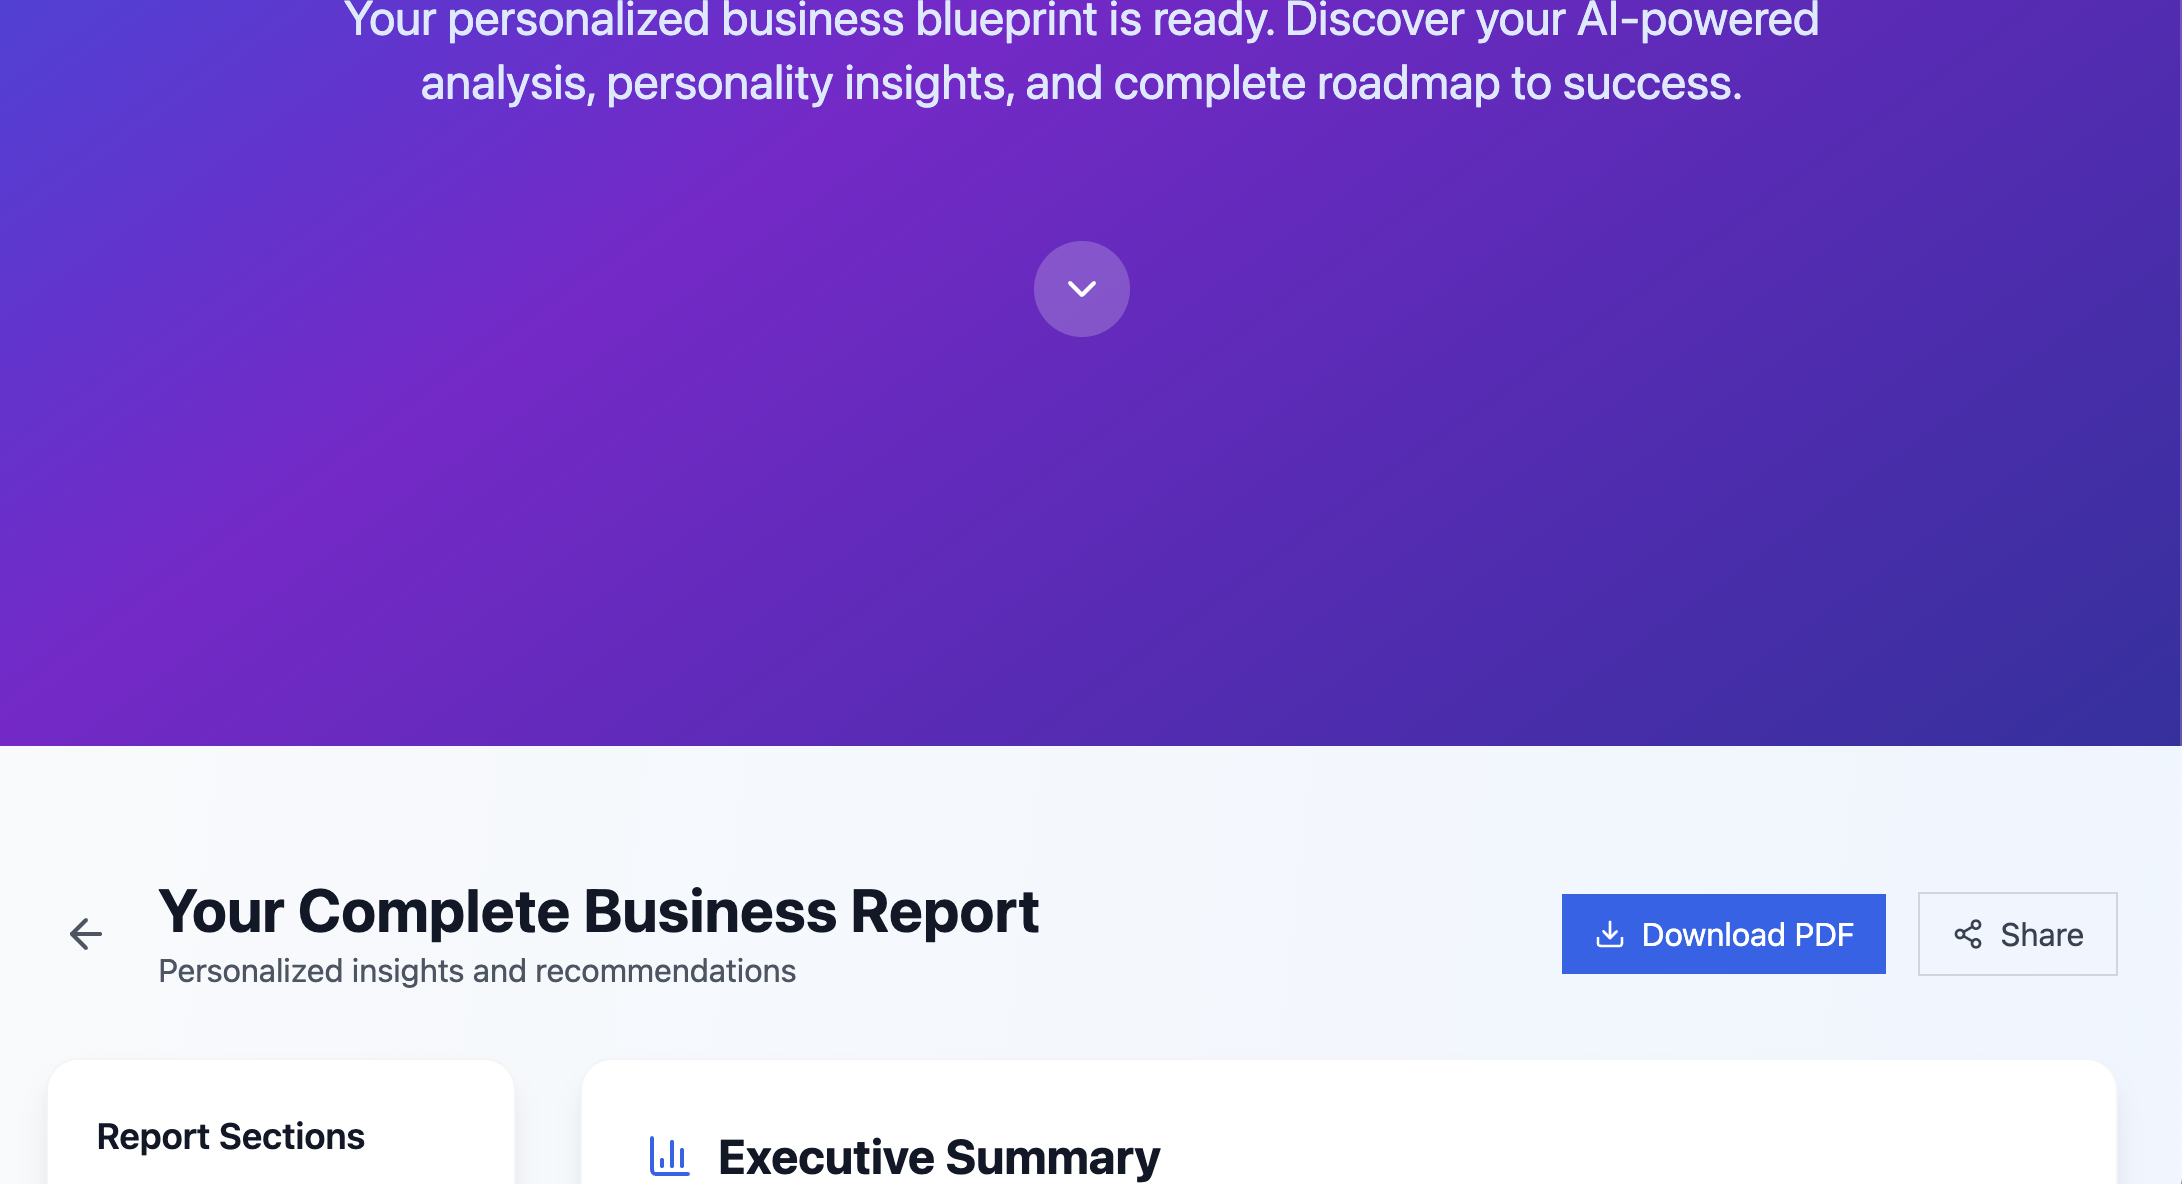 Your personalized business blueprint is ready. Discover your AI-powered
analysis, personality insights, and complete roadmap to success.
Your Complete Business Report
Personalized insights and recommendations
Download PDF
Share
Report Sections
Executive Summary